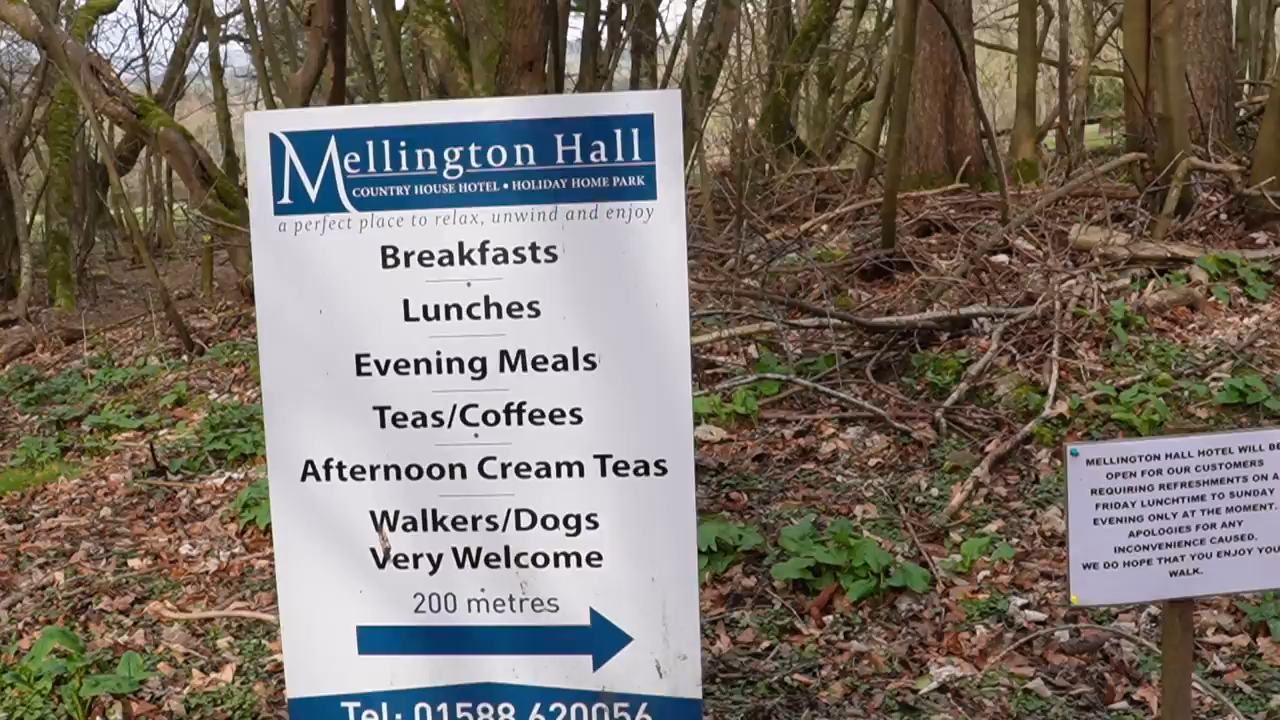 Mellington Hall
COUNTRY HOUSE HOTEL • HOLIDAY HOME PARK
a perfect place to relax, unwind and enjoy
Breakfasts
Lunches
Evening Meals
Teas/Coffees
Afternoon Cream Teas
Walkers/Dogs
Very Welcome
200 metres
Tel: 01588 620056
MELLINGTON HALL HOTEL WILL BE
OPEN FOR OUR CUSTOMERS
REQUIRING REFRESHMENTS ON A
FRIDAY LUNCHTIME TO SUNDAY
EVENING ONLY AT THE MOMENT.
APOLOGIES FOR ANY
INCONVENIENCE CAUSED.
WE DO HOPE THAT YOU ENJOY YOU
WALK.